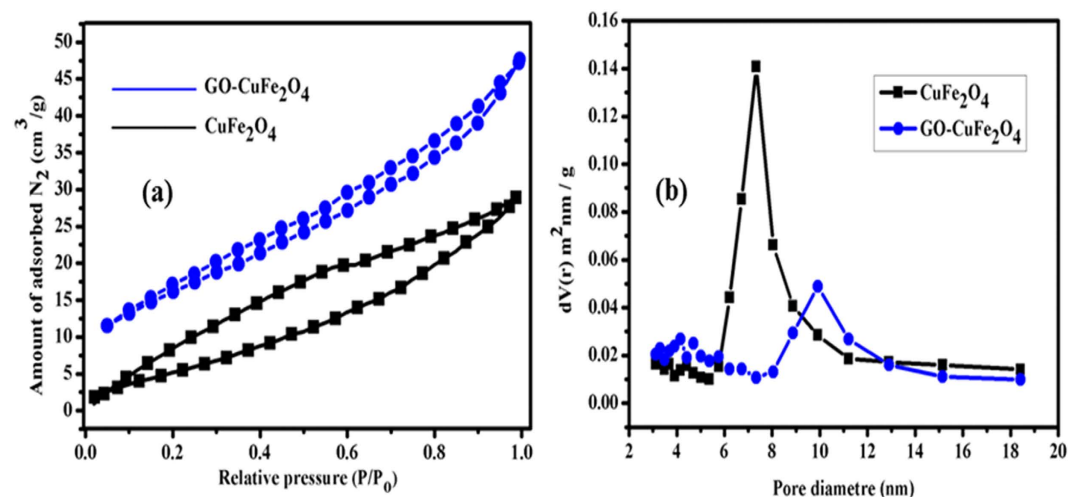 50
45
40
35
30
25
20
15
10
5
0
Amount of adsorbed N₂ (cm³/g)
GO-CuFe₂O₄
CuFe₂O₄
(a)
0.0 0.2 0.4 0.6 0.8 1.0
Relative pressure (P/P₀)
0.16
0.14
0.12
0.10
0.08
0.06
0.04
0.02
0.00
dV(r) m²nm / g
CuFe₂O₄
GO-CuFe₂O₄
(b)
2 4 6 8 10 12 14 16 18 20
Pore diametre (nm)